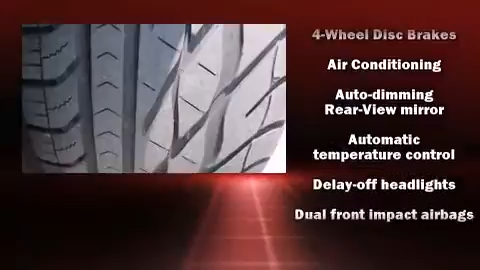 4-Wheel Disc Brakes
Air Conditioning
Auto-dimming
Rear-View mirror
Automatic
temperature control
Delay-off headlights
Dual front impact airbags